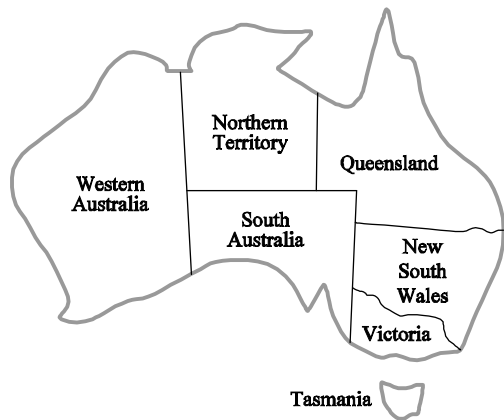 Northern
Territory
Queensland
Western
Australia
South
Australia
New
South
Wales
Victoria
Tasmania